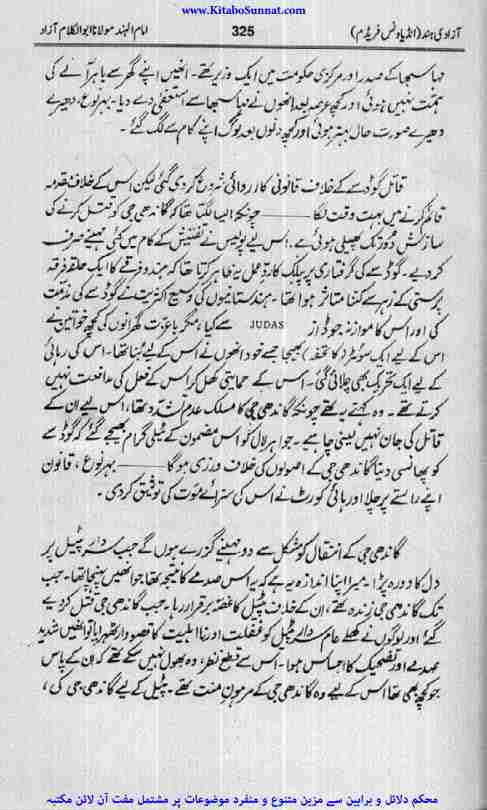 www.KitaboSunnat.com
آزادیٔ ہند (انڈیا ونس فریڈم) 325 امام الہند مولانا ابو الکلام آزاد
مہاسبھا کے صدر اور مرکزی حکومت میں ایک وزیر تھے۔ انھیں اپنے گھر سے باہر آنے کی
ہمت نہیں ہوئی اور کچھ عرصہ بعد انھوں نے مہاسبھا سے استعفیٰ دے دیا۔ بہر نوع، دھیرے
دھیرے صورت حال بہتر ہوئی اور کچھ دنوں بعد لوگ اپنے کام سے لگ گئے۔
قاتل گوڈسے کے خلاف قانونی کارروائی شروع کر دی گئی لیکن اس کے خلاف مقدمہ
قائم کرنے میں بہت وقت لگا —— چونکہ ایسا لگتا تھا کہ گاندھی جی کو قتل کرنے کی
سازش دور تک پھیلی ہوئی ہے، اس لیے پولیس نے تفتیش کے کام میں کئی مہینے صرف
کر دیے۔ گوڈسے کی گرفتاری پر پبلک کا ردِّ عمل یہ ظاہر کرتا تھا کہ ہندو فرقے کا ایک حلقہ فرقہ
پرستی کے زہر سے کتنا متاثر ہوا تھا۔ ہندستانیوں کی وسیع اکثریت نے گوڈسے کی مذمّت
کی اور اس کا موازنہ جوڈاز JUDAS سے کیا، مگر باعزت گھرانوں کی کچھ خواتین نے
اس کے لیے ایک سویٹر (کا تحفہ) بھیجا جسے خود انھوں نے اس کے لیے بُنا تھا۔ اس کی رہائی
کے لیے ایک تحریک بھی چلائی گئی۔ اس کے حمایتی کھل کر اس کے فعل کی مدافعت نہیں
کرتے تھے۔ وہ کہتے یہ تھے چونکہ گاندھی جی کا مسلک عدم تشدد تھا، اس لیے ان کے
قاتل کی جان نہیں لینی چاہیے۔ جواہر لال کو اس مضمون کے ٹیلی گرام بھیجے گئے کہ گوڈسے
کو پھانسی دینا گاندھی جی کے اصولوں کی خلاف ورزی ہوگا —— بہر نوع، قانون
اپنے راستے پر چلا اور ہائی کورٹ نے اس کی سزائے موت کی توثیق کر دی۔
گاندھی جی کے انتقال کو مشکل سے دو مہینے گزرے ہوں گے جب سردار پٹیل پر
دل کا دورہ پڑا۔ میرا اپنا اندازہ یہ ہے کہ یہ اس صدمے کا نتیجہ تھا جو انھیں پہنچا تھا۔ جب
تک گاندھی جی زندہ تھے، ان کے خلاف پٹیل کا غصّہ برقرار رہا۔ جب گاندھی جی قتل کر دیے
گئے اور لوگوں نے کھلے عام سردار پٹیل کو غفلت اور نااہلیت کا قصور وار ٹھہرایا تو انھیں شدید
صدمے اور تضحیک کا احساس ہوا۔ اس سے قطعِ نظر، وہ بھول نہیں سکے تھے کہ ان کے پاس
جو کچھ بھی تھا اس کے لیے وہ گاندھی جی کے مرہونِ منت تھے۔ پٹیل کے لیے گاندھی جی کی،
محکم دلائل و براہین سے مزین متنوع و منفرد موضوعات پر مشتمل مفت آن لائن مکتبہ